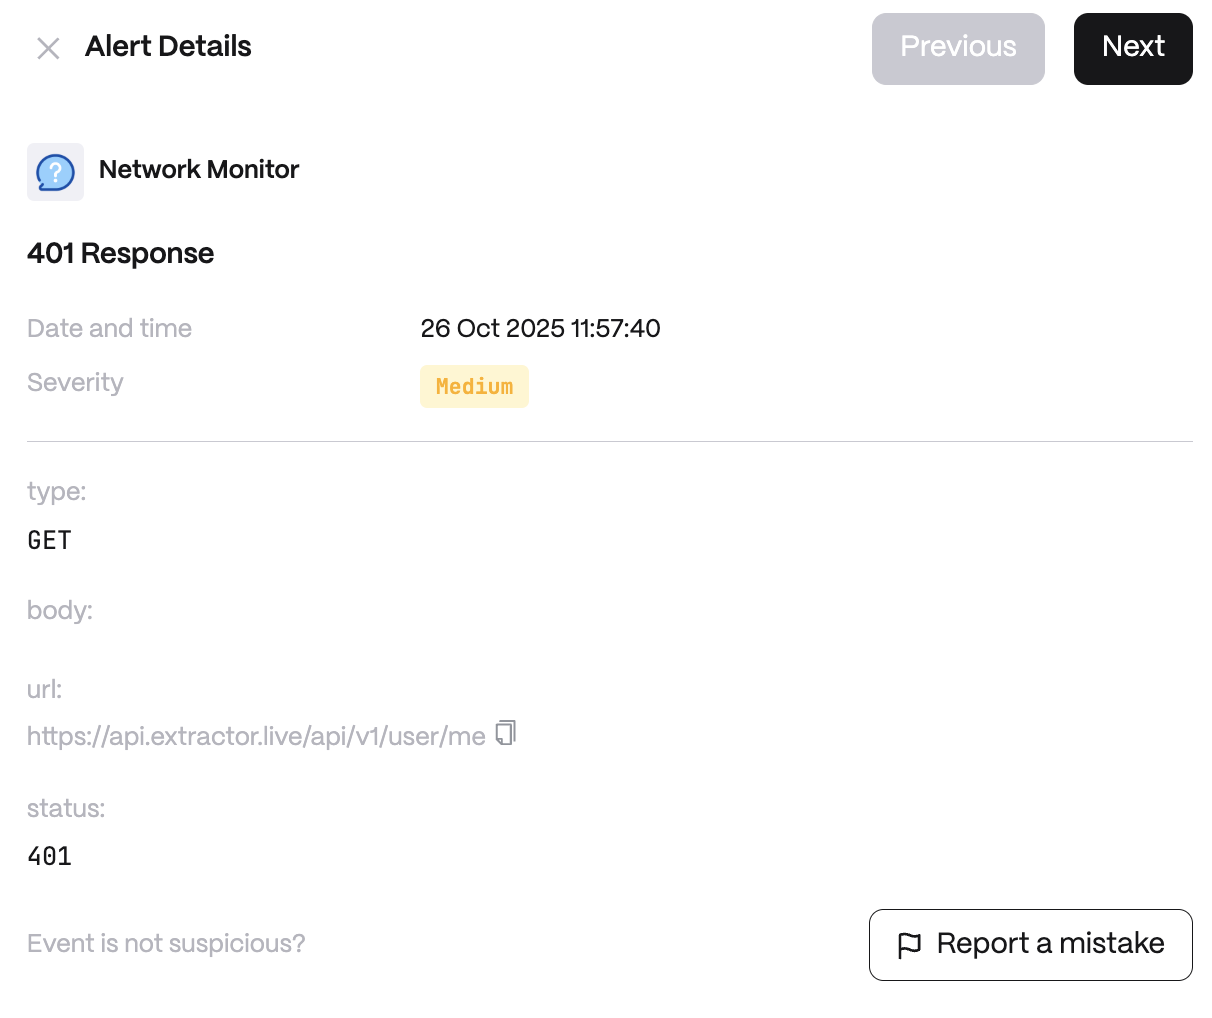 Alert Details
Previous
Next
?
Network Monitor
401 Response
Date and time
26 Oct 2025 11:57:40
Severity
Medium
type:
GET
body:
url:
https://api.extractor.live/api/v1/user/me
status:
401
Event is not suspicious?
Report a mistake